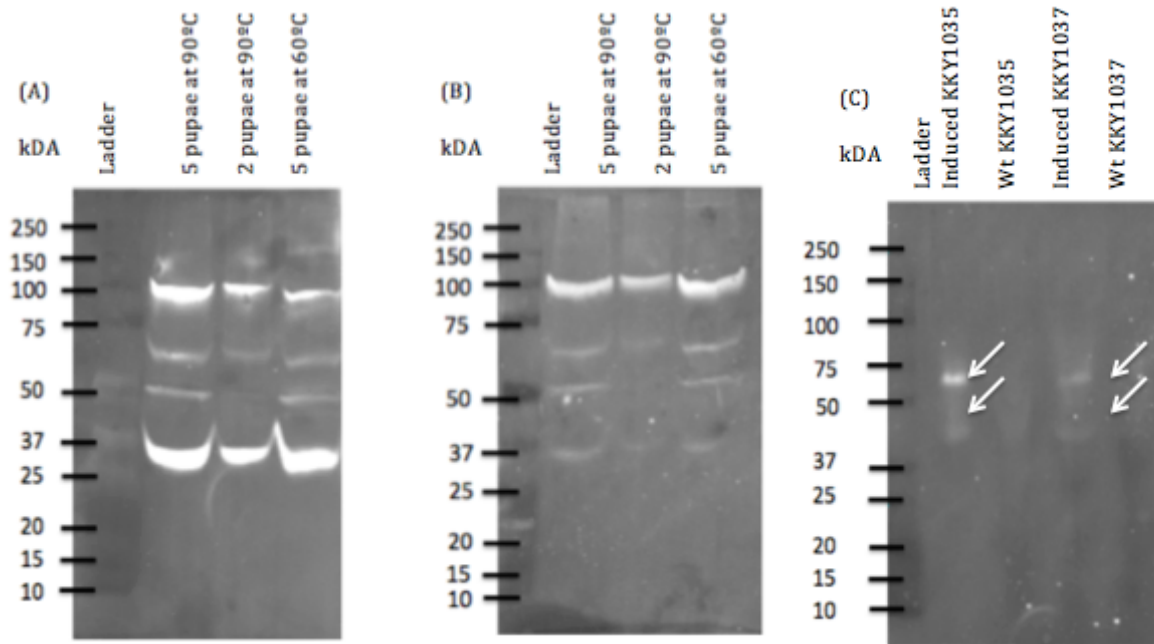 (A)
kDA
Ladder
5 pupae at 90ºC
2 pupae at 90ºC
5 pupae at 60ºC
250
150
100
75
50
37
25
20
15
10
(B)
kDA
Ladder
5 pupae at 90ºC
2 pupae at 90ºC
5 pupae at 60ºC
250
150
100
75
50
37
25
20
15
10
(C)
kDA
Ladder
Induced KKY1035
Wt KKY1035
Induced KKY1037
Wt KKY1037
250
150
100
75
50
37
25
20
15
10